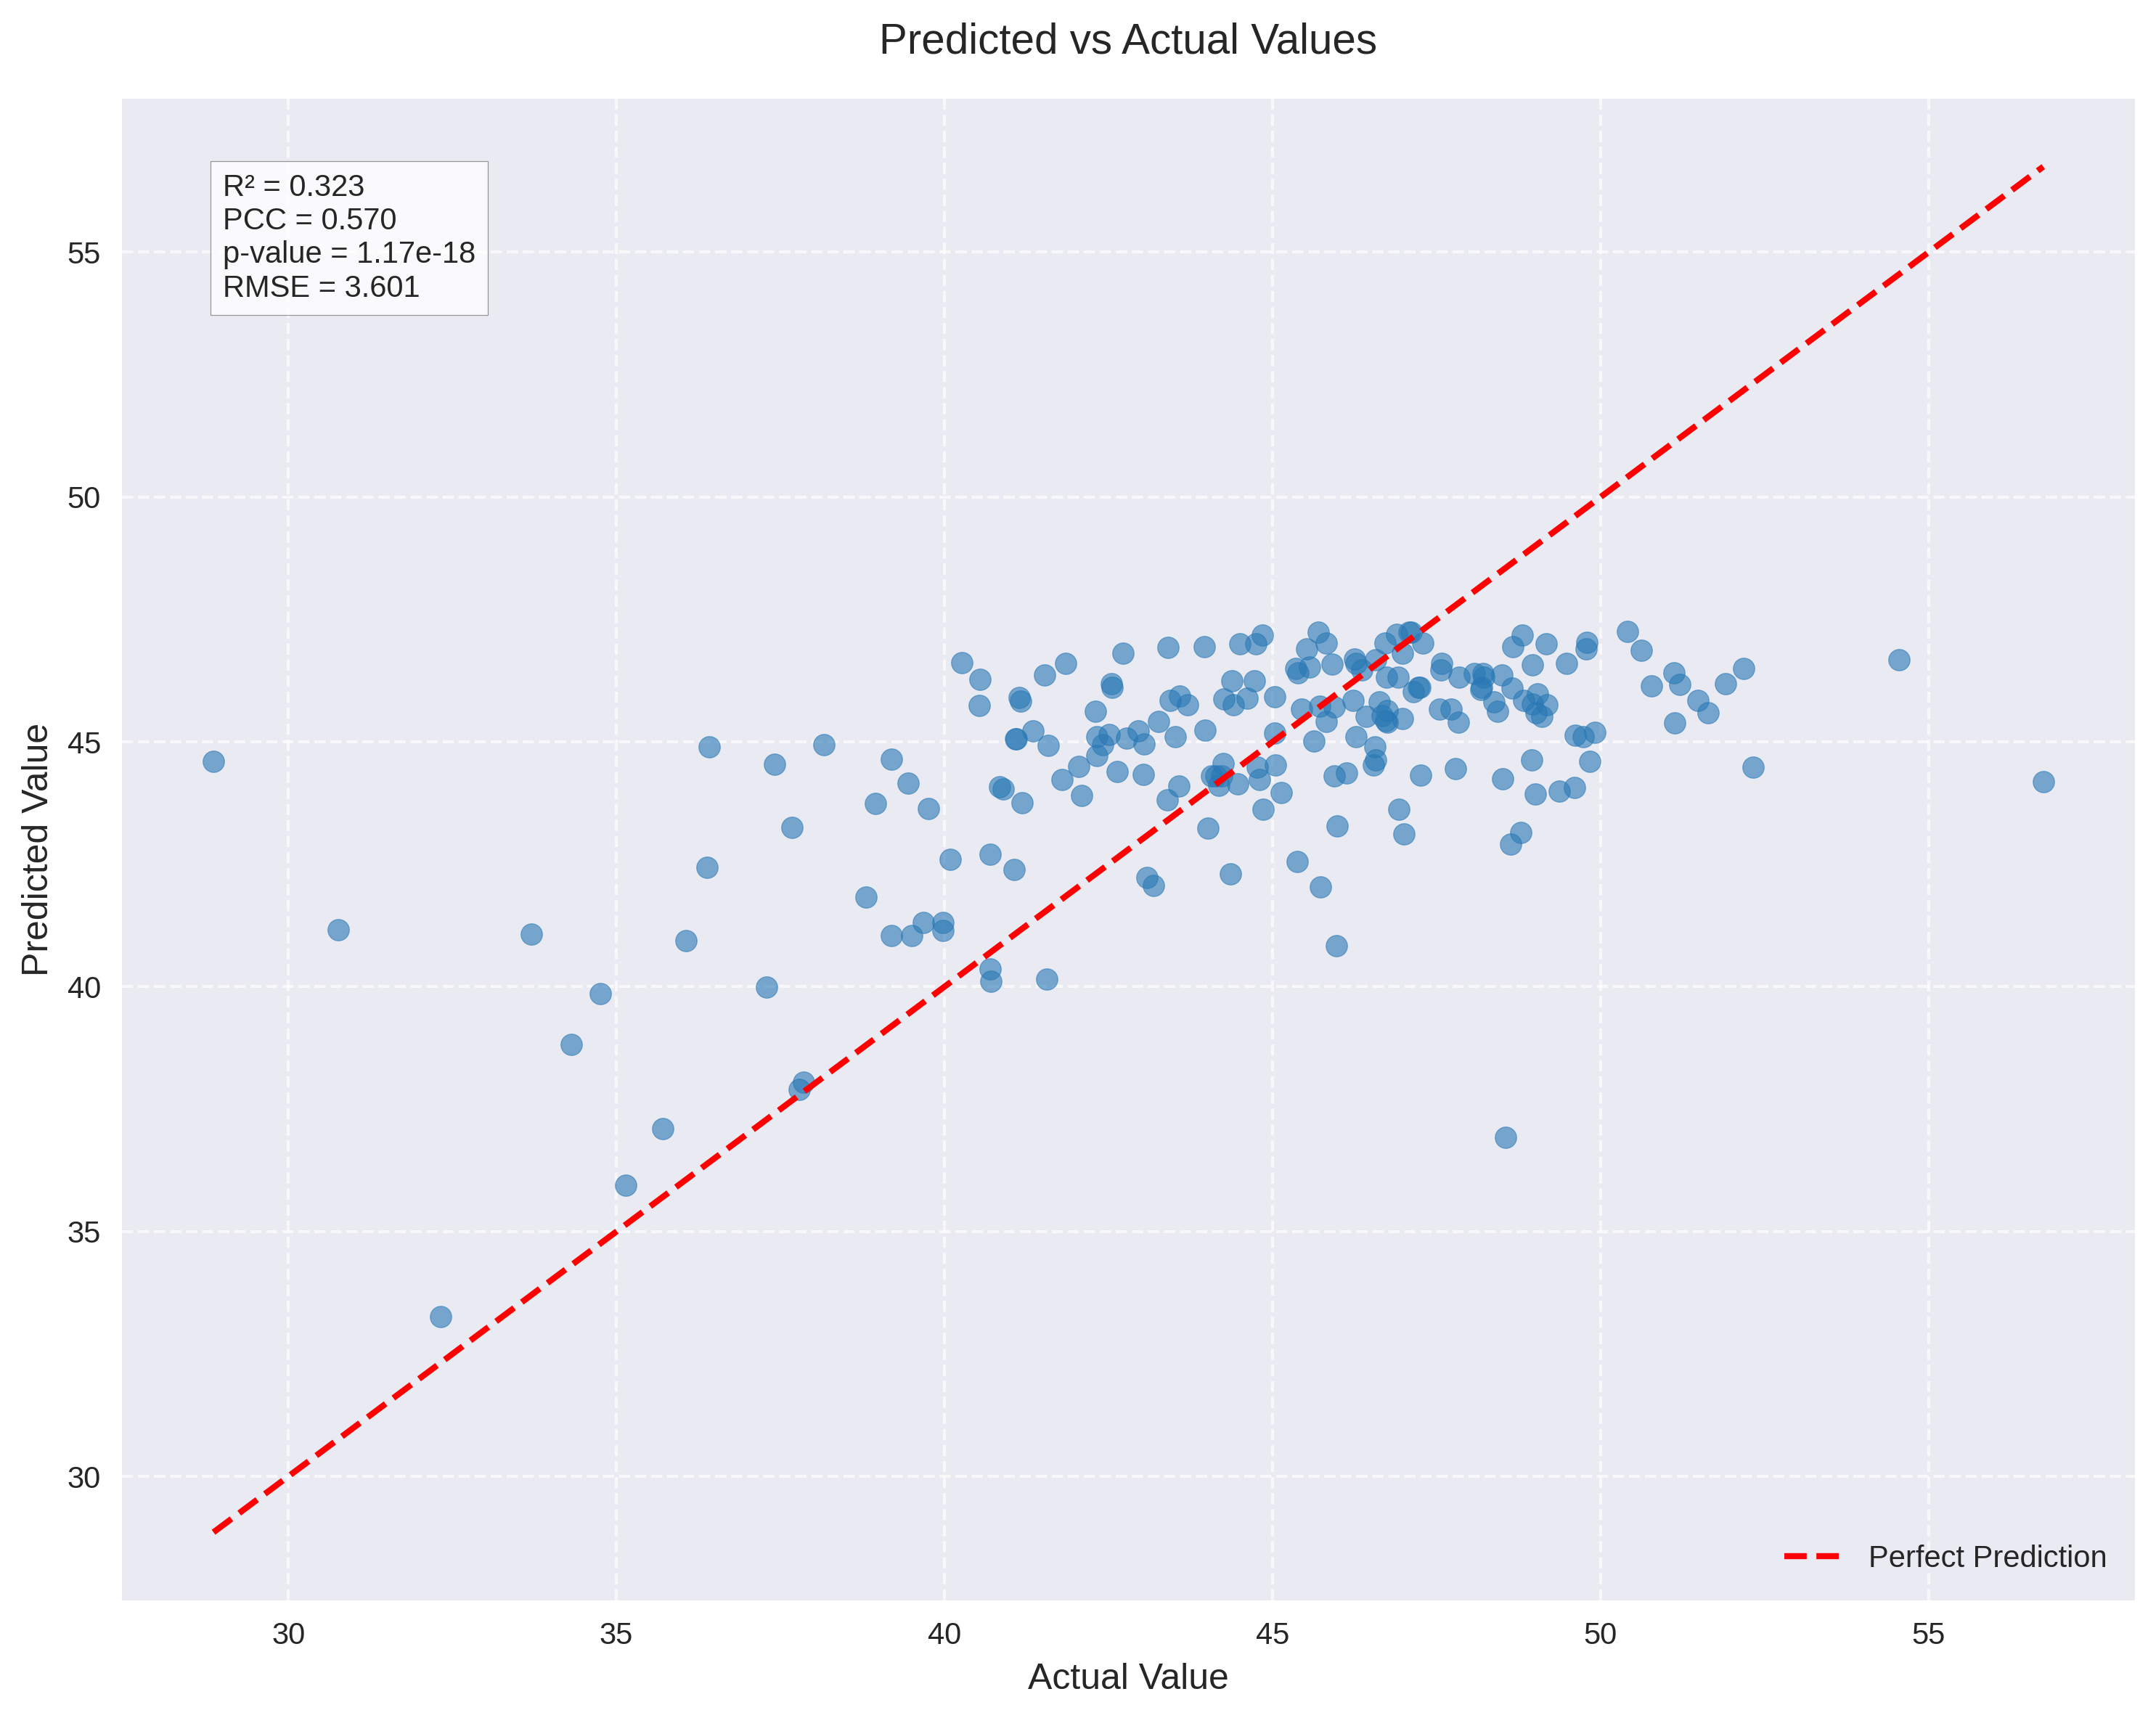 Predicted vs Actual Values
R² = 0.323
PCC = 0.570
p-value = 1.17e-18
RMSE = 3.601
55
50
45
40
35
30
Predicted Value
Perfect Prediction
30 35 40 45 50 55
Actual Value